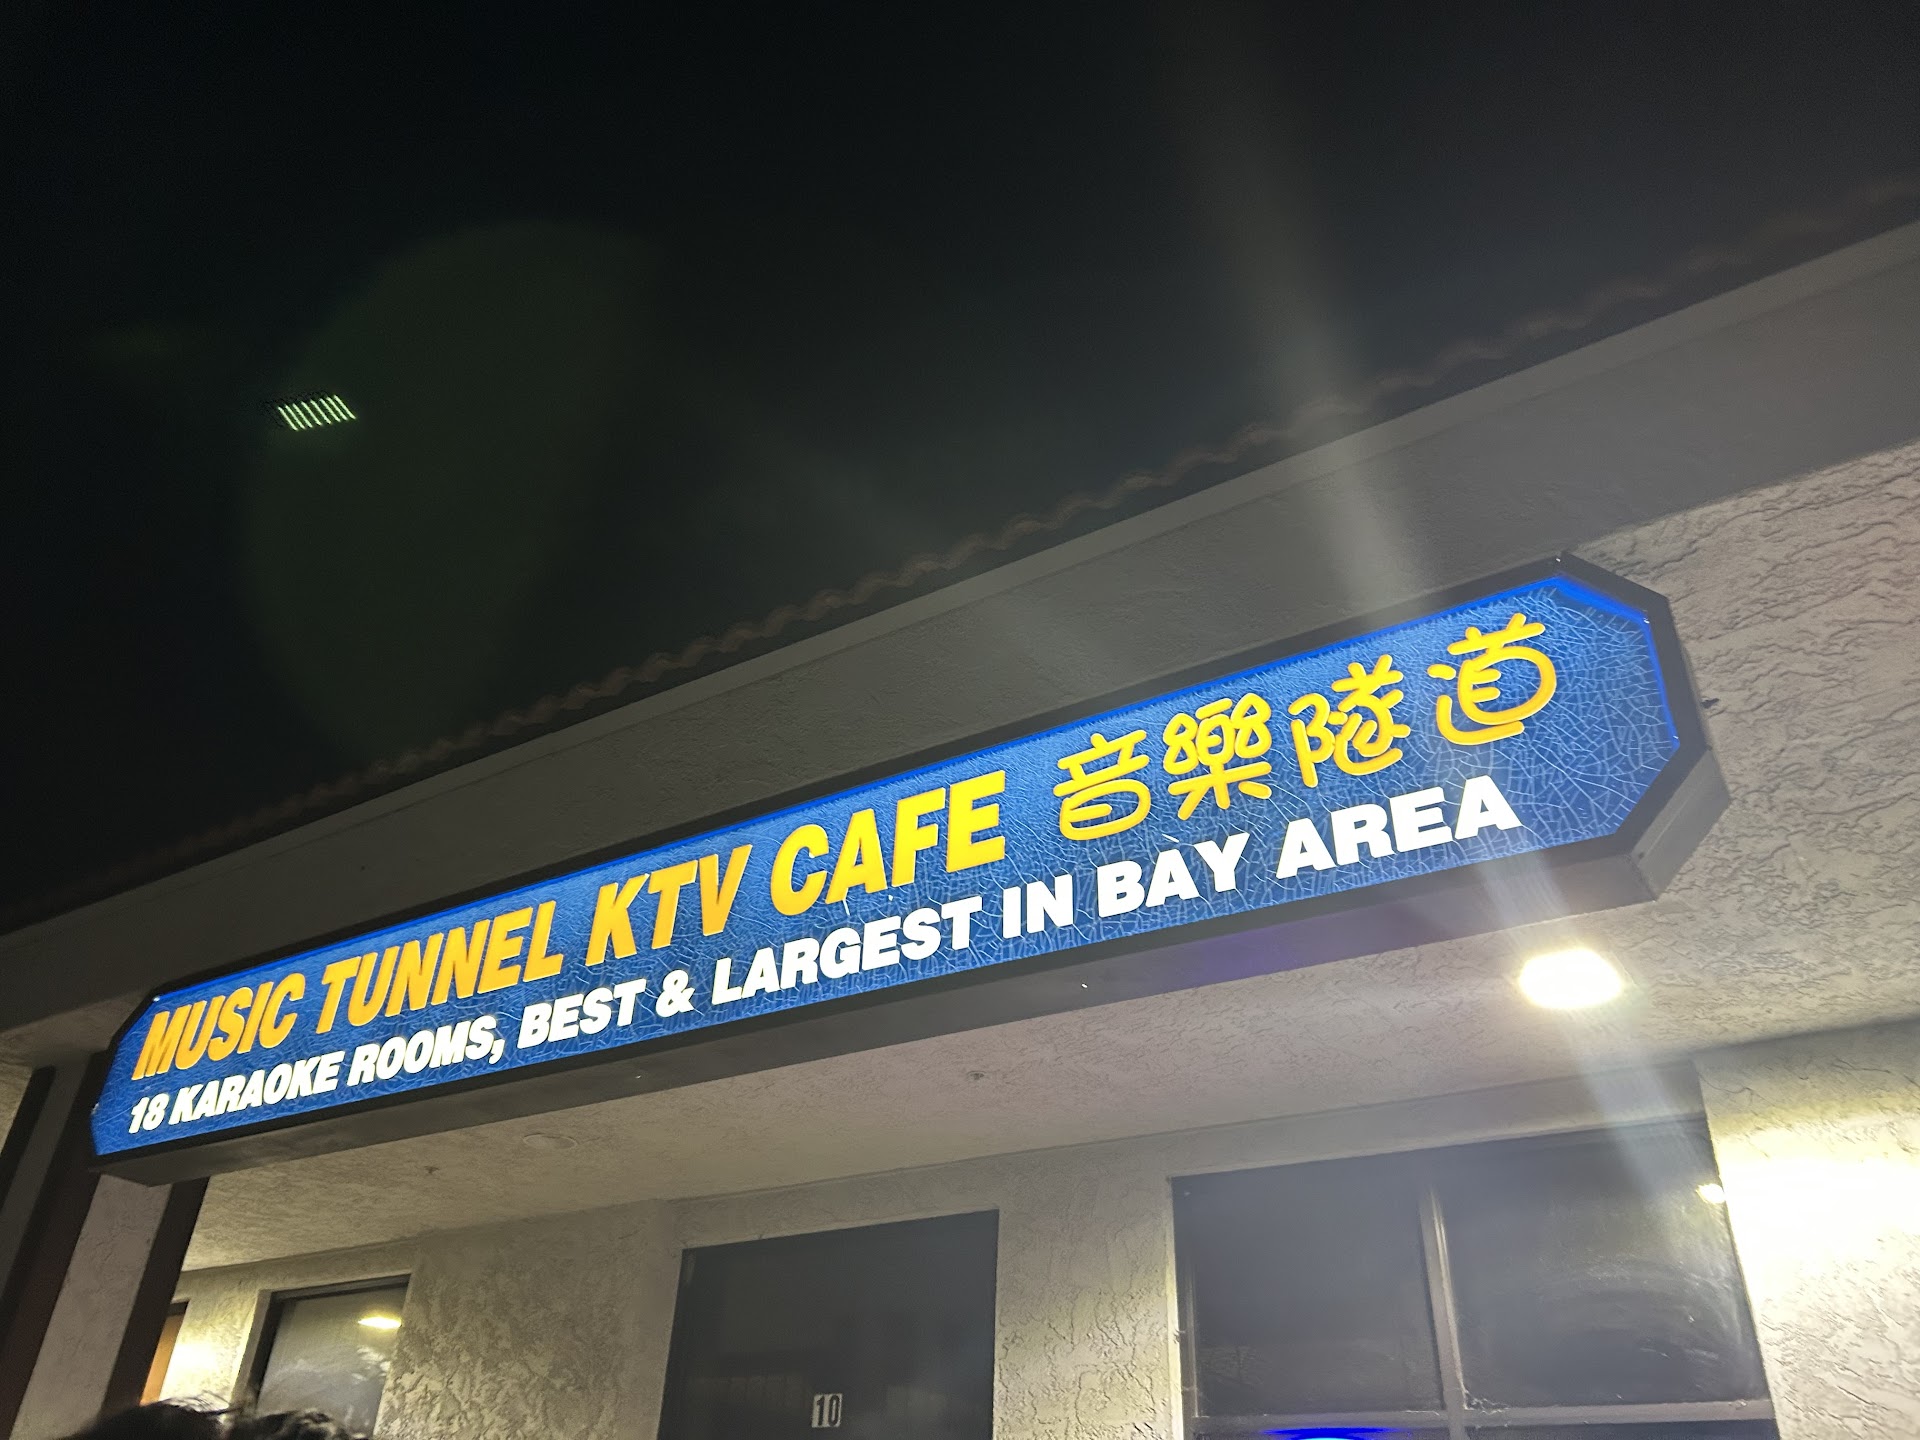 MUSIC TUNNEL KTV CAFE 音樂隧道
18 KARAOKE ROOMS, BEST & LARGEST IN BAY AREA
10